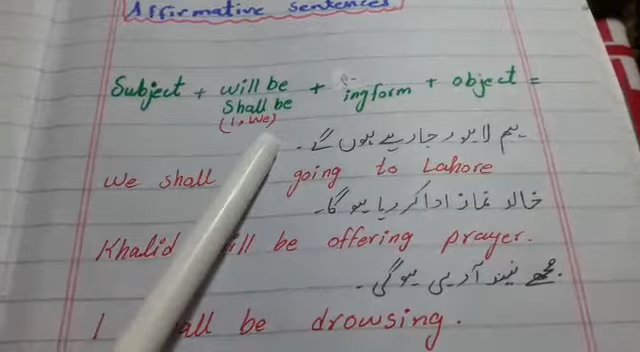 Affirmative Sentences
Subject + will be + ing form + object =
Shall be
(I, We)
ہم لاہور جا رہے ہوں گے۔
We shall going to Lahore
خالد نماز ادا کر رہا ہو گا۔
Khalid will be offering prayer.
مجھے نیند آ رہی ہو گی۔
I shall be drowsing.